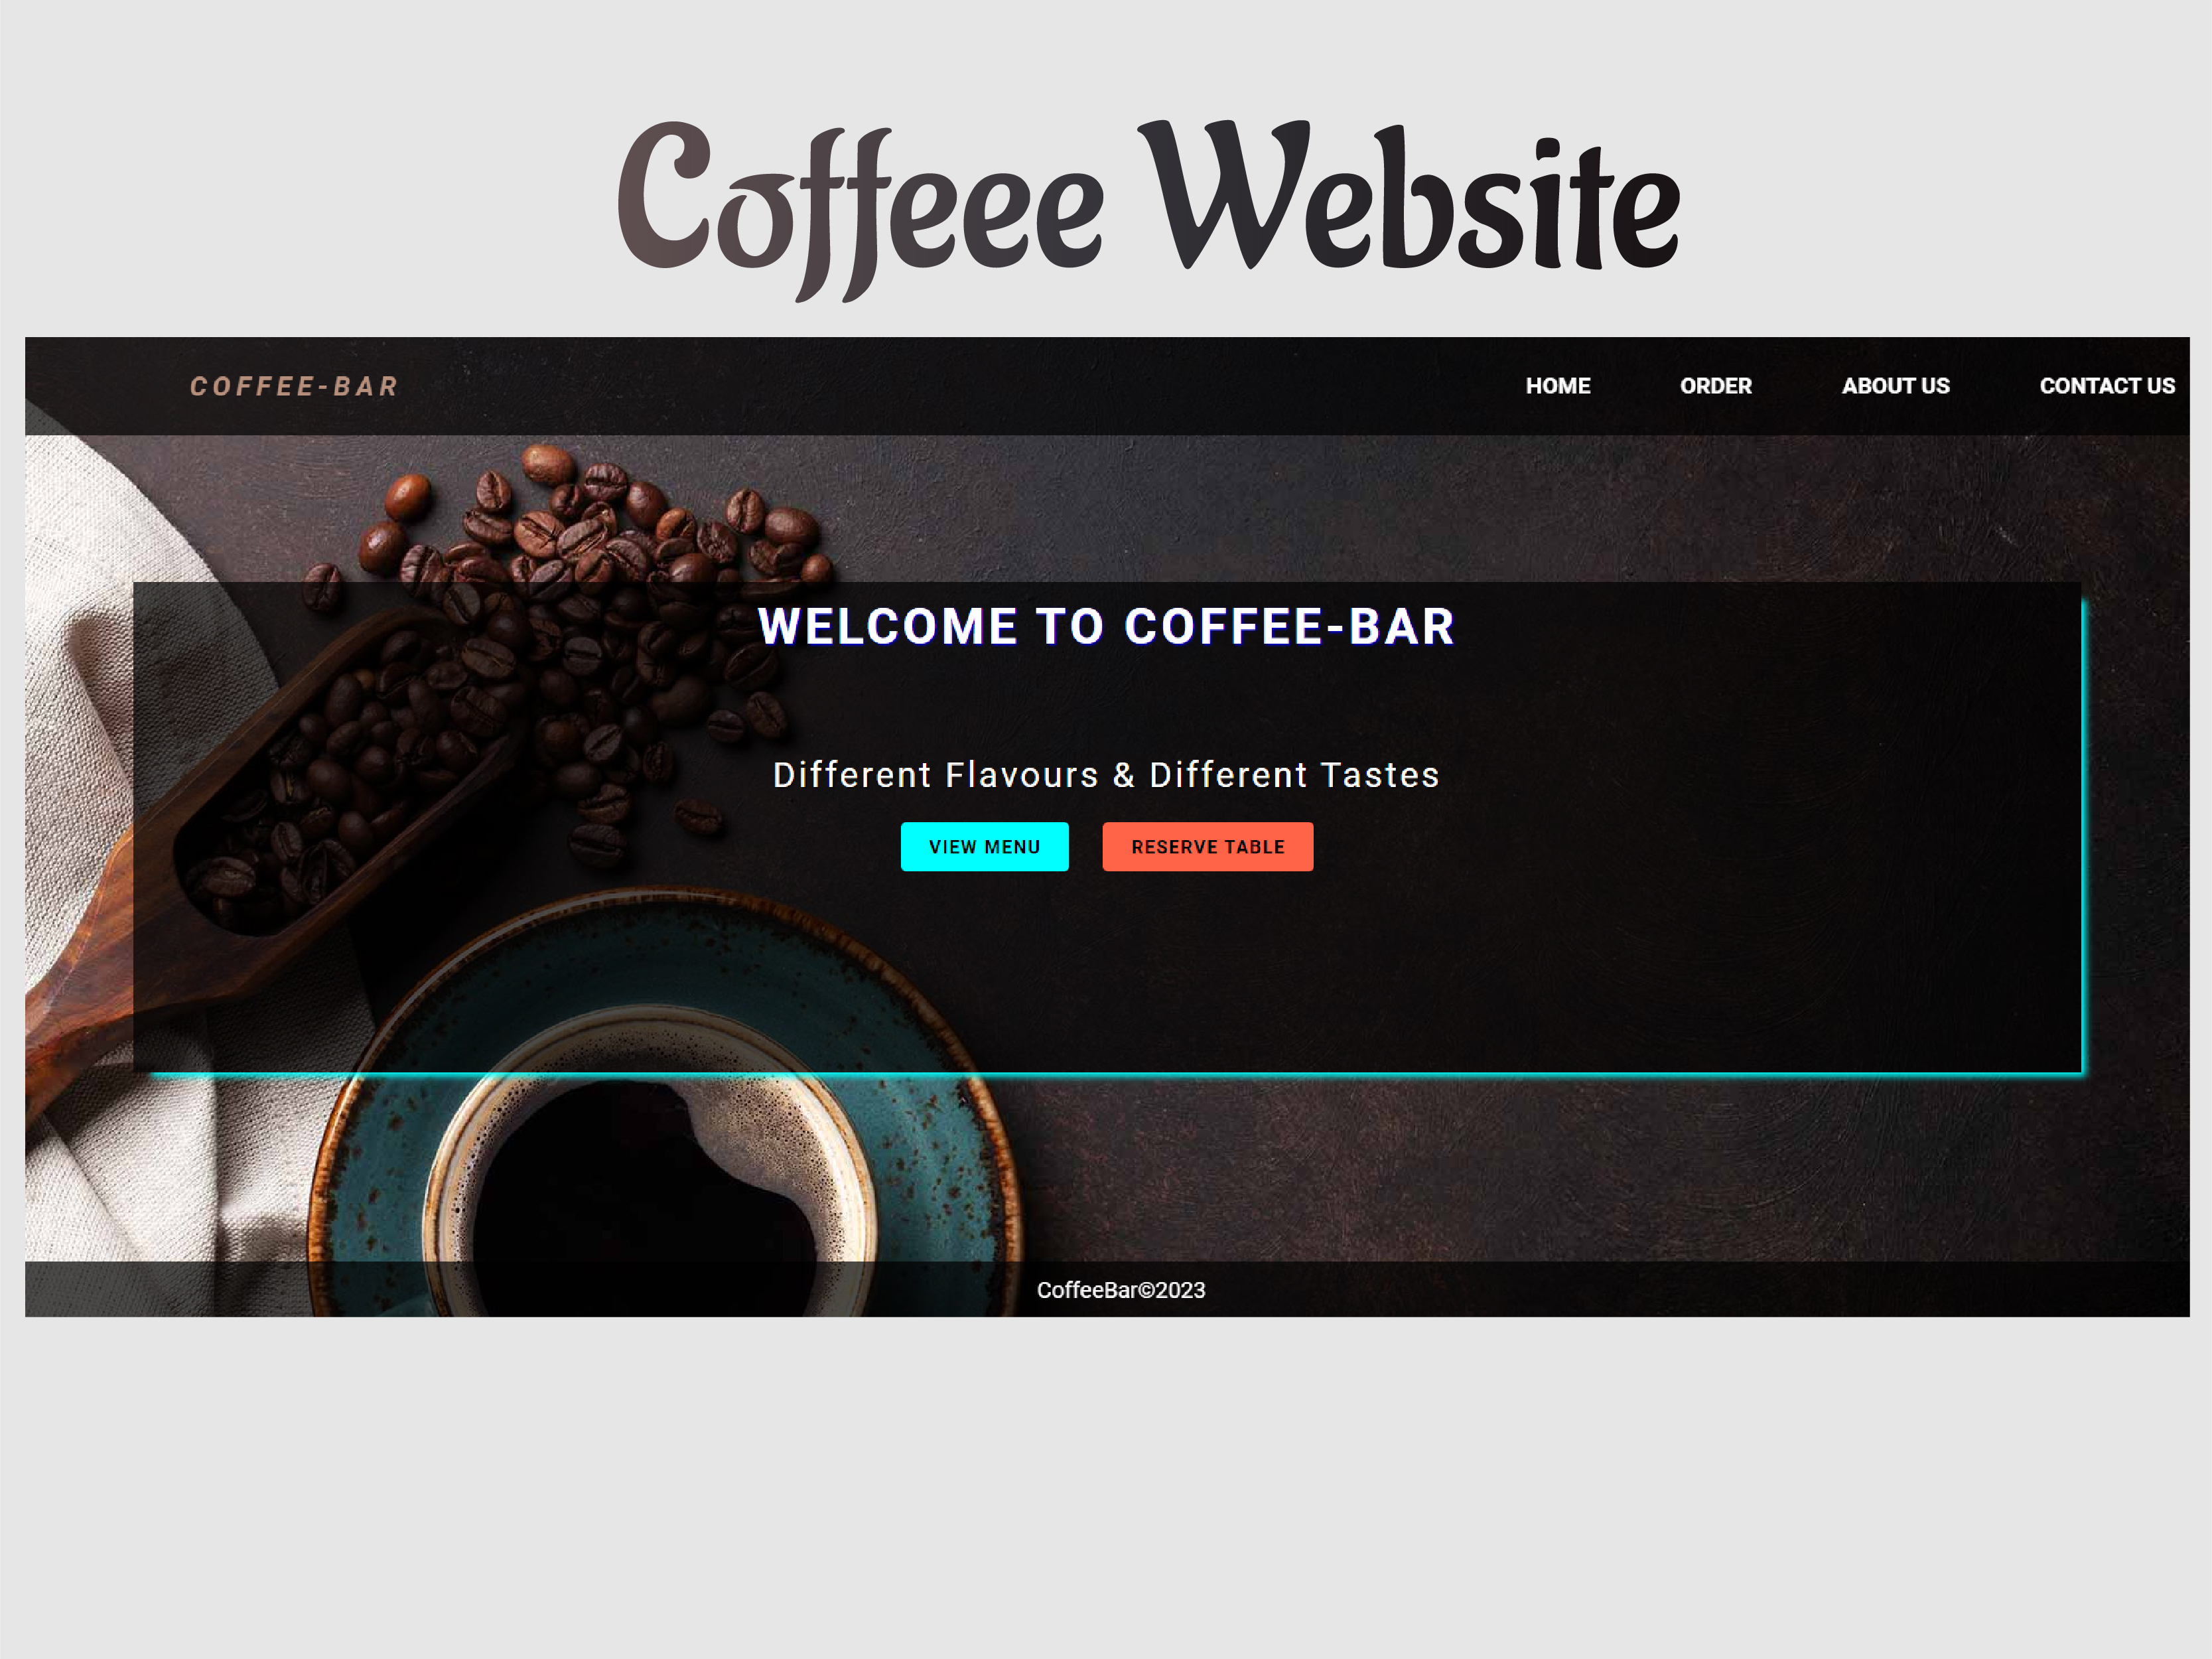 Coffeee Website
COFFEE-BAR
HOME ORDER ABOUT US CONTACT US
WELCOME TO COFFEE-BAR
Different Flavours & Different Tastes
VIEW MENU RESERVE TABLE
CoffeeBar©2023